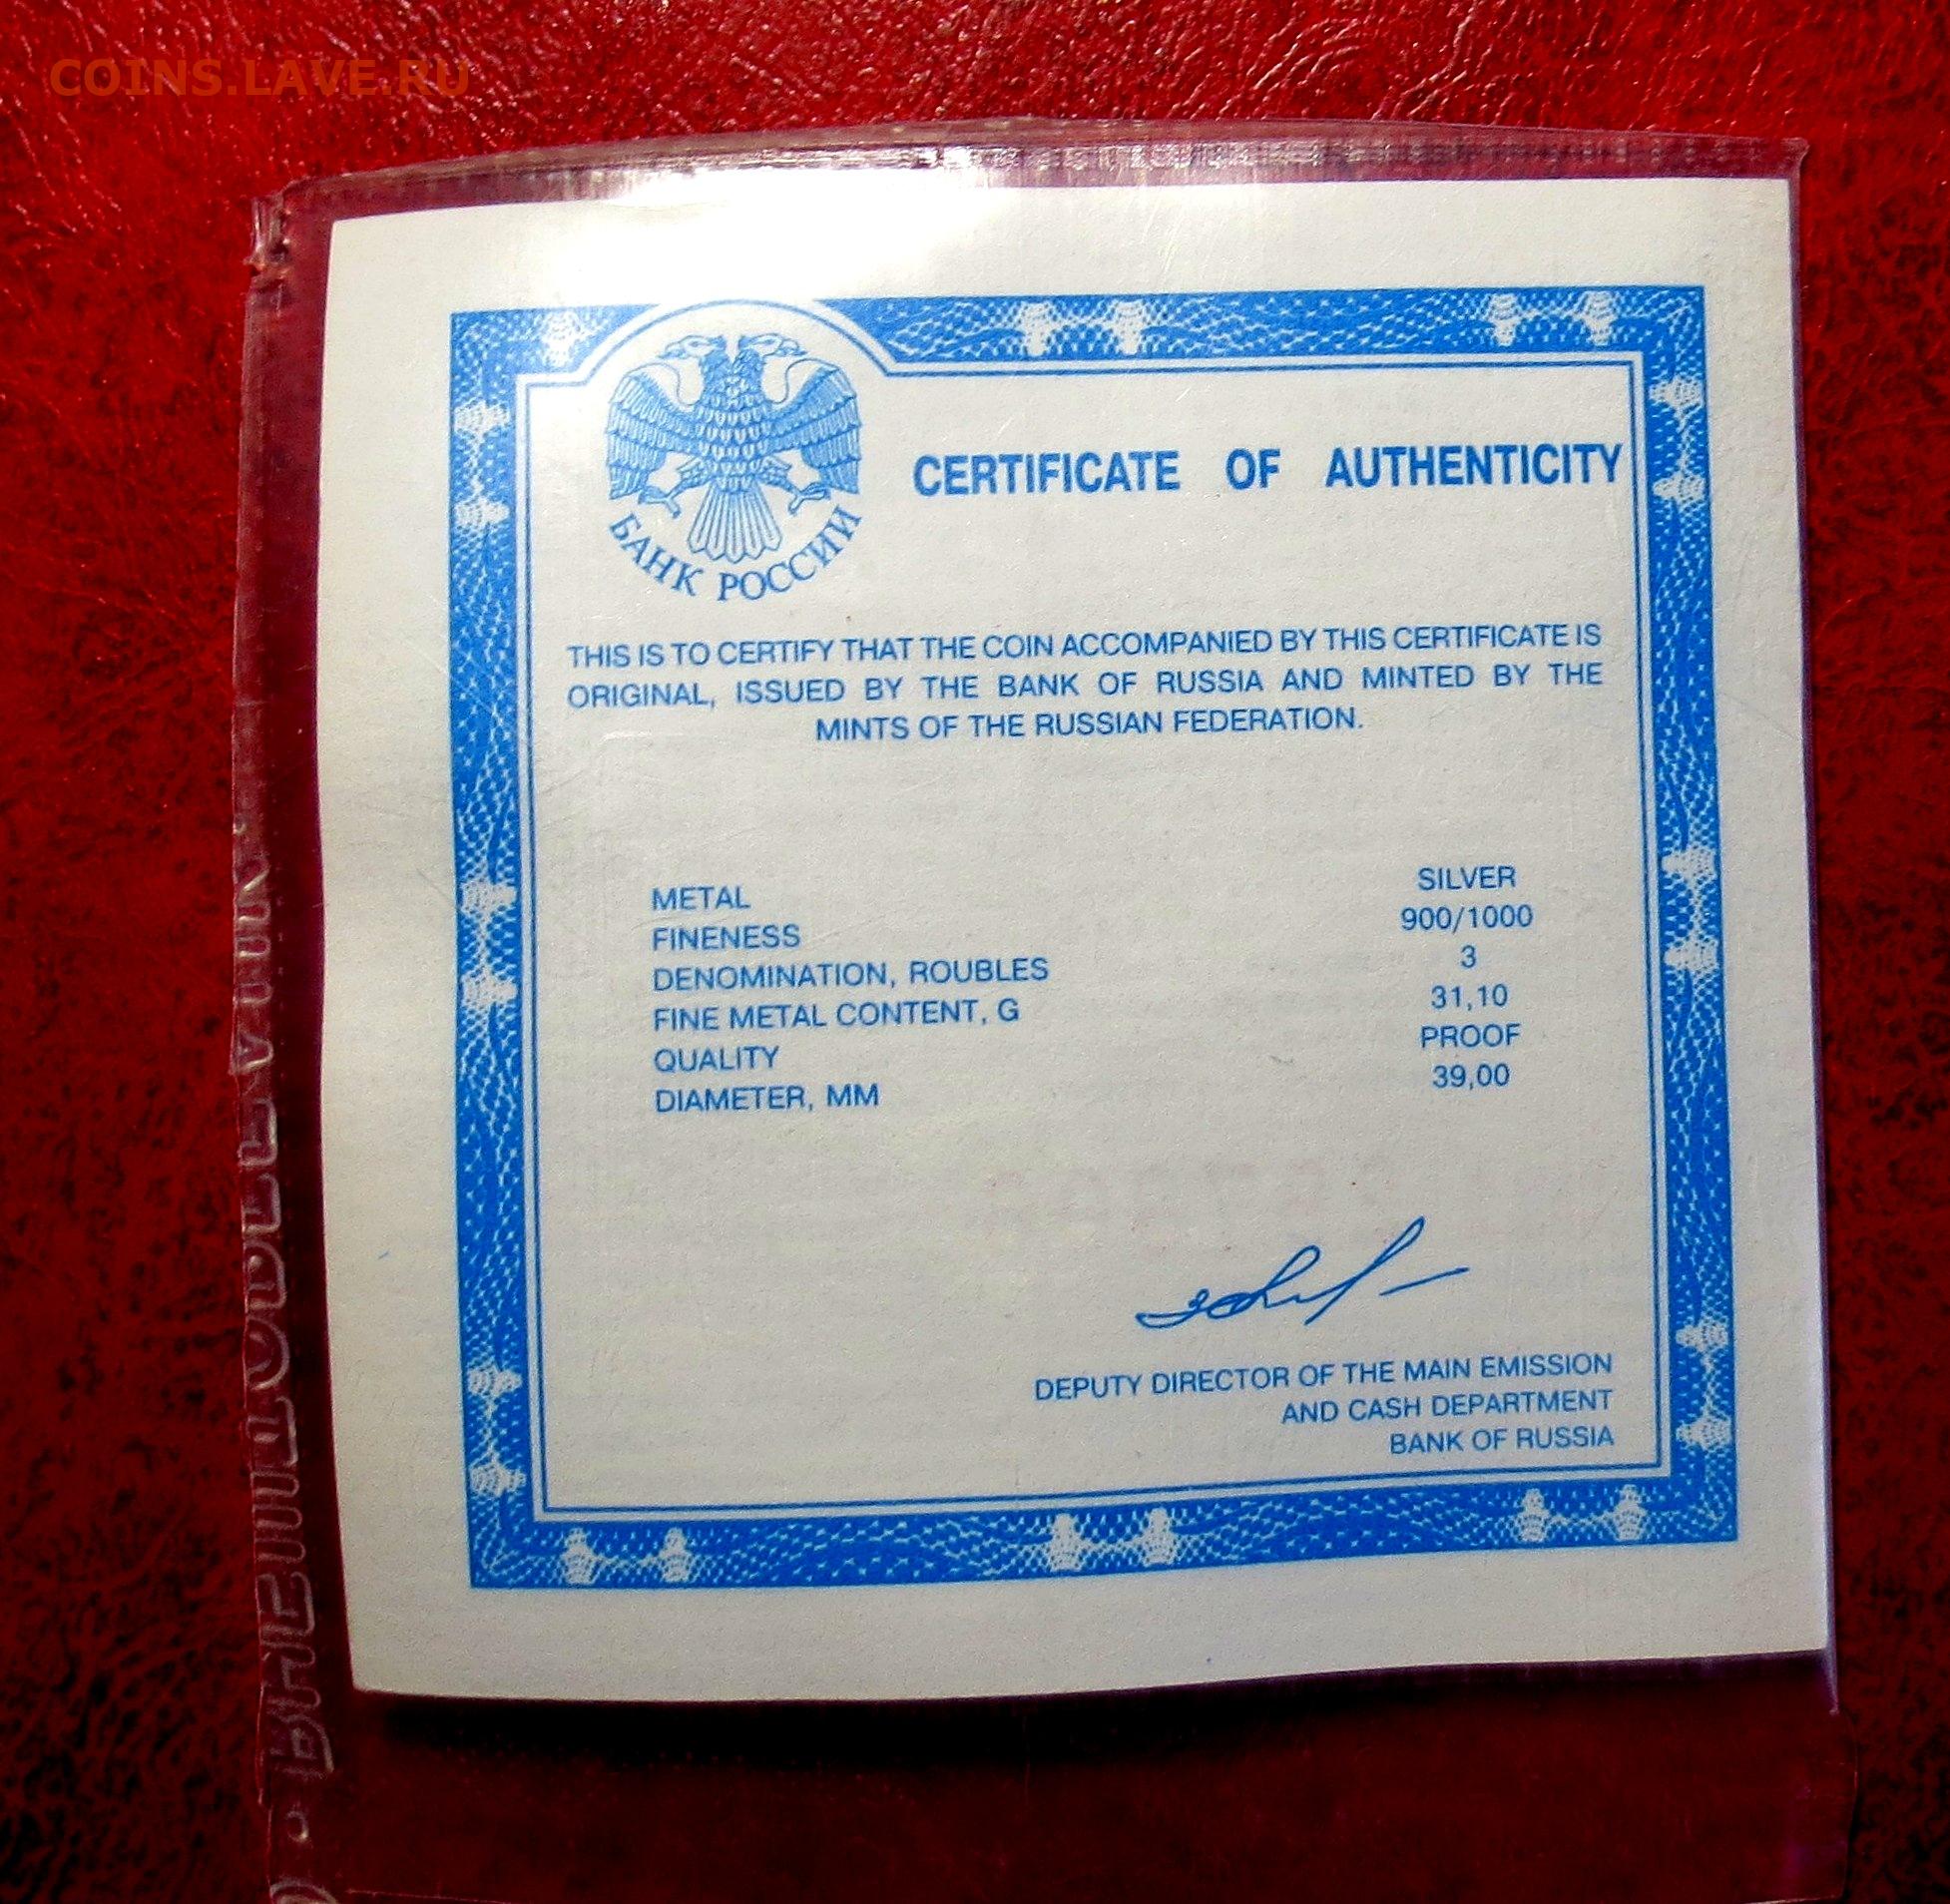 COINS.LAVE.RU
БАНК РОССИИ
CERTIFICATE OF AUTHENTICITY
THIS IS TO CERTIFY THAT THE COIN ACCOMPANIED BY THIS CERTIFICATE IS
ORIGINAL, ISSUED BY THE BANK OF RUSSIA AND MINTED BY THE
MINTS OF THE RUSSIAN FEDERATION.
METAL SILVER
FINENESS 900/1000
DENOMINATION, ROUBLES 3
FINE METAL CONTENT, G 31,10
QUALITY PROOF
DIAMETER, MM 39,00
DEPUTY DIRECTOR OF THE MAIN EMISSION
AND CASH DEPARTMENT
BANK OF RUSSIA